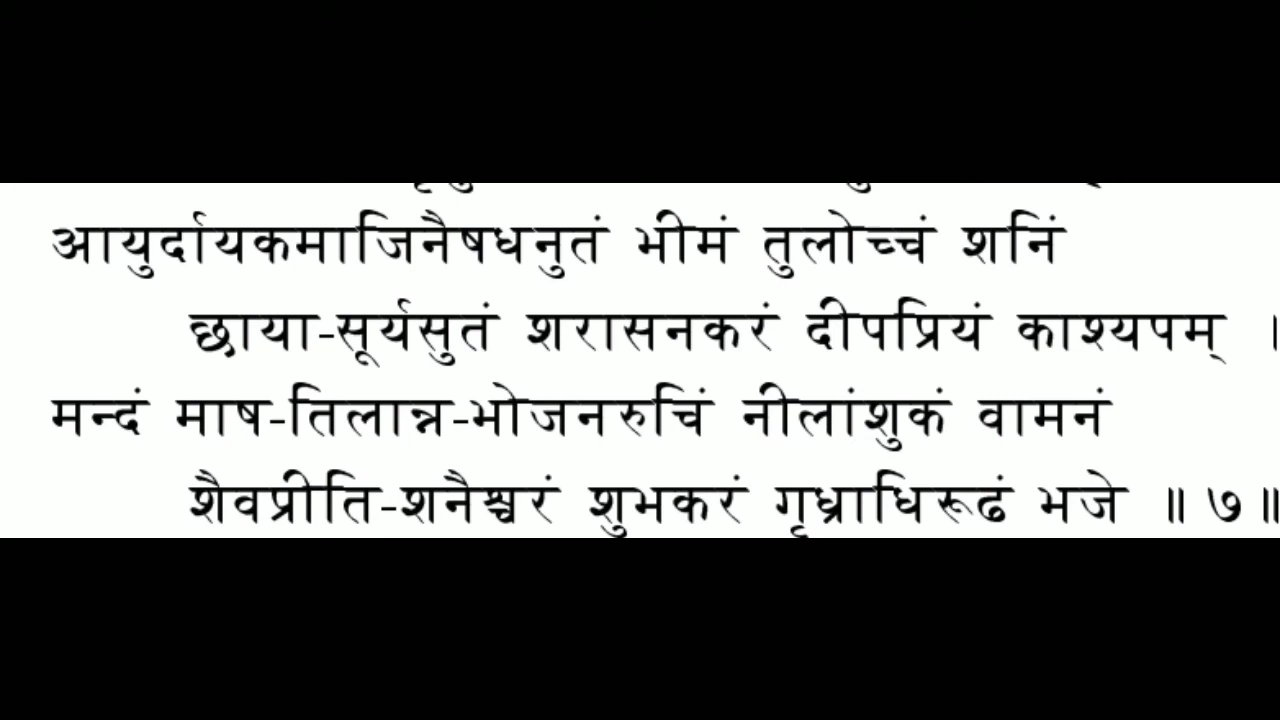 आयुर्दायकमाजिनैषधनुतं भीमं तुलोच्चं शनिं
छाया-सूर्यसुतं शरासनकरं दीपप्रियं काश्यपम् ।
मन्दं माष-तिलान्न-भोजनरुचिं नीलांशुकं वामनं
शैवप्रीति-शनैश्चरं शुभकरं गृध्राधिरूढं भजे ॥ ७॥